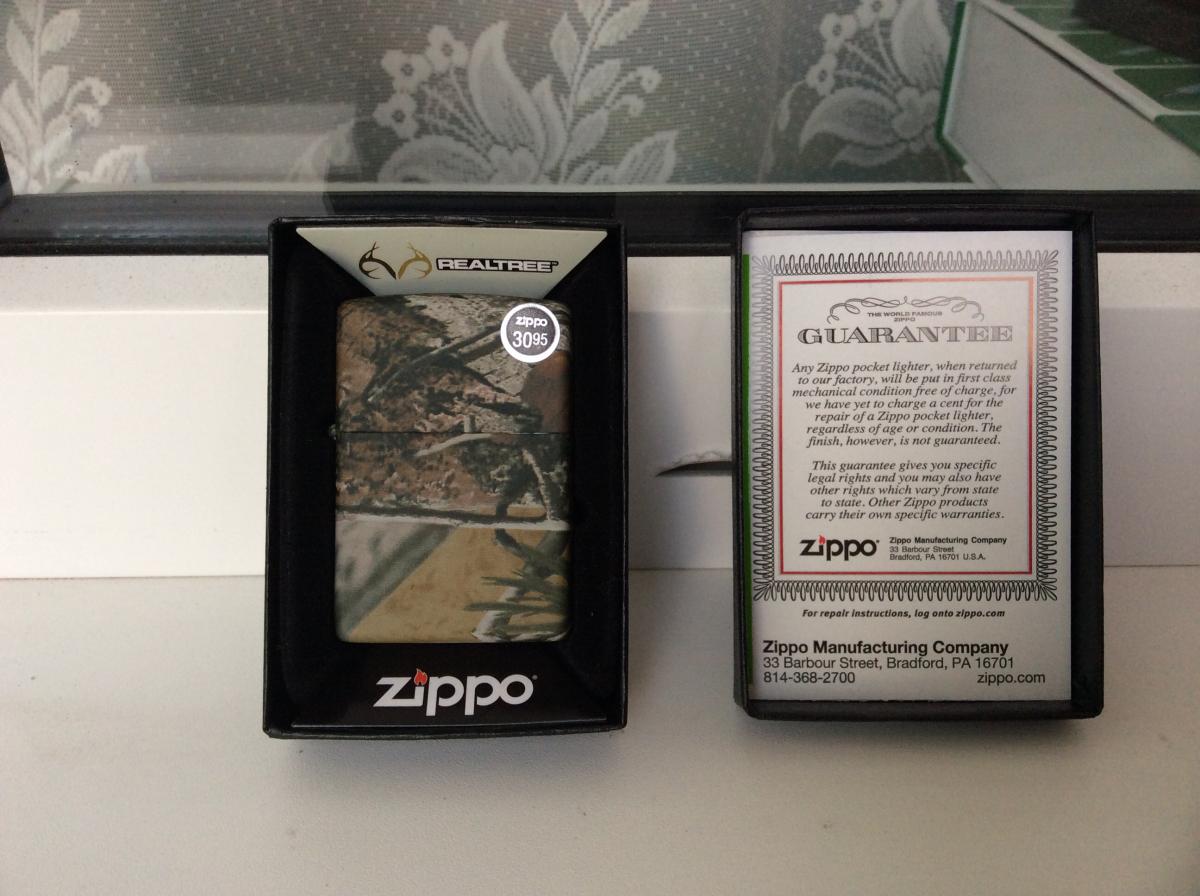 REALTREE™
zippo
30 95
zippo®
THE WORLD FAMOUS
ZIPPO
GUARANTEE
Any Zippo pocket lighter, when returned
to our factory, will be put in first class
mechanical condition free of charge, for
we have yet to charge a cent for the
repair of a Zippo pocket lighter,
regardless of age or condition. The
finish, however, is not guaranteed.
This guarantee gives you specific
legal rights and you may also have
other rights which vary from state
to state. Other Zippo products
carry their own specific warranties.
zippo®
Zippo Manufacturing Company
33 Barbour Street
Bradford, PA 16701 U.S.A.
For repair instructions, log onto zippo.com
Zippo Manufacturing Company
33 Barbour Street, Bradford, PA 16701
814-368-2700 zippo.com